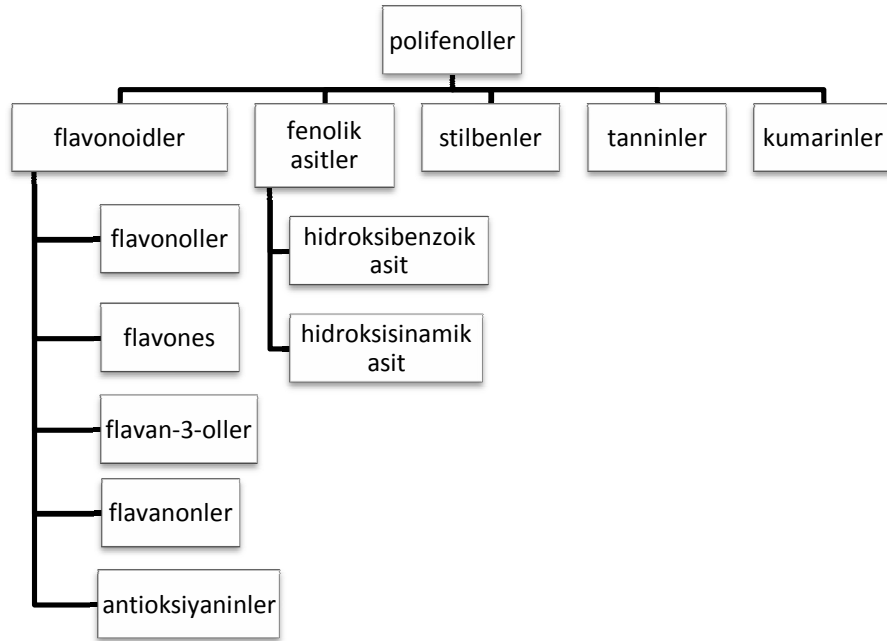 polifenoller
flavonoidler
fenolik
asitler
stilbenler
tanninler
kumarinler
flavonoller
flavones
flavan-3-oller
flavanonler
antioksiyaninler
hidroksibenzoik
asit
hidroksisinamik
asit